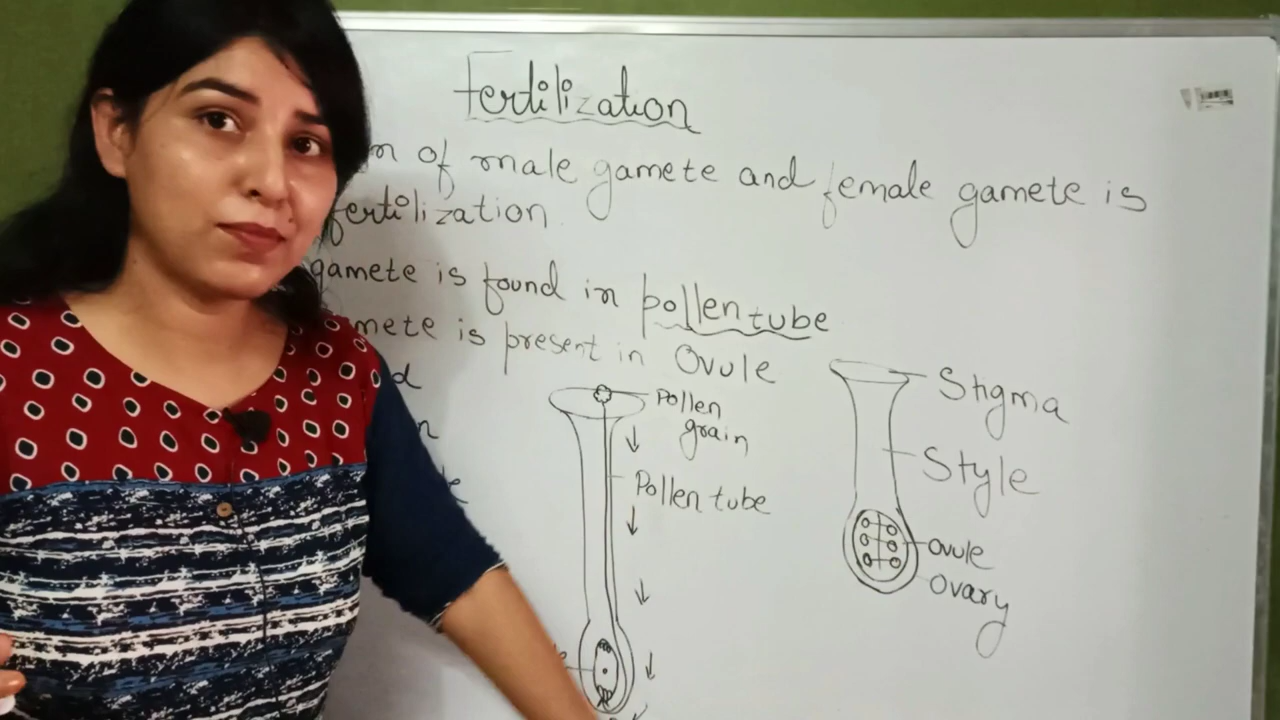 Fertilization
n of male gamete and female gamete is
fertilization
gamete is found in pollen tube
mete is present in Ovule
d
n
Pollen
grain
Pollen tube
Stigma
Style
Ovule
Ovary